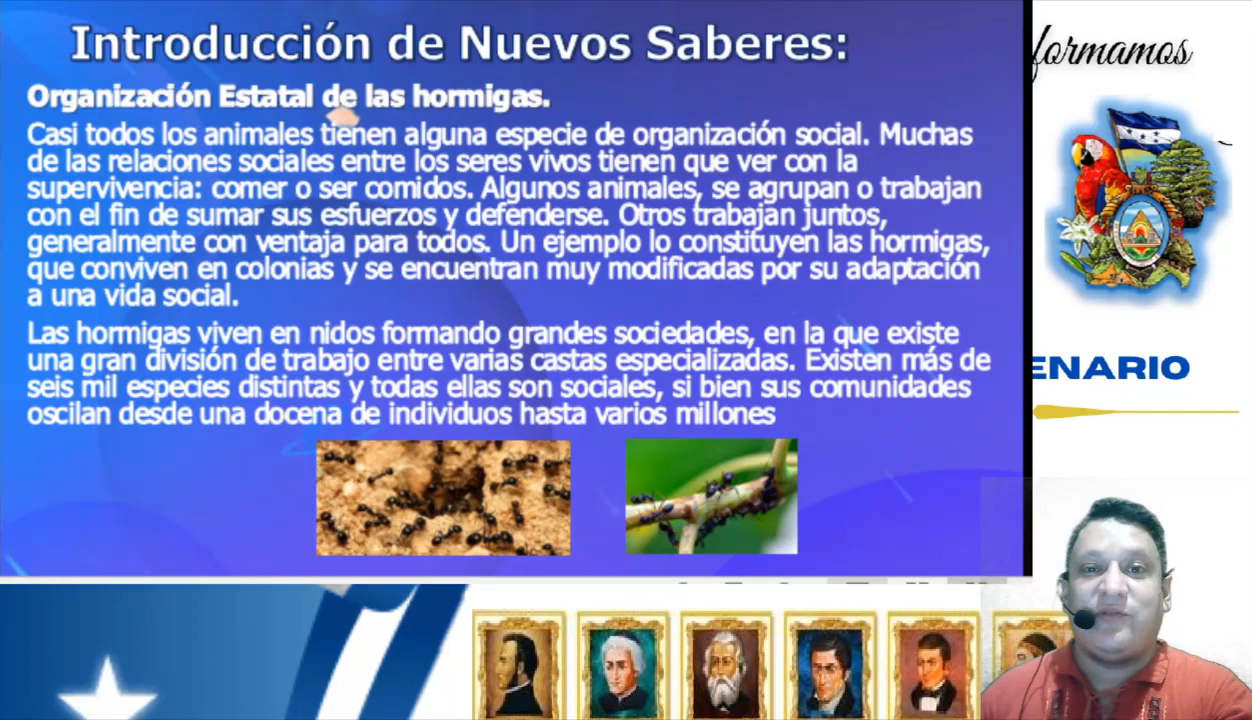 Introducción de Nuevos Saberes:
Organización Estatal de las hormigas.
Casi todos los animales tienen alguna especie de organización social. Muchas
de las relaciones sociales entre los seres vivos tienen que ver con la
supervivencia: comer o ser comidos. Algunos animales, se agrupan o trabajan
con el fin de sumar sus esfuerzos y defenderse. Otros trabajan juntos,
generalmente con ventaja para todos. Un ejemplo lo constituyen las hormigas,
que conviven en colonias y se encuentran muy modificadas por su adaptación
a una vida social.
Las hormigas viven en nidos formando grandes sociedades, en la que existe
una gran división de trabajo entre varias castas especializadas. Existen más de
seis mil especies distintas y todas ellas son sociales, si bien sus comunidades
oscilan desde una docena de individuos hasta varios millones
formamos
ENARIO